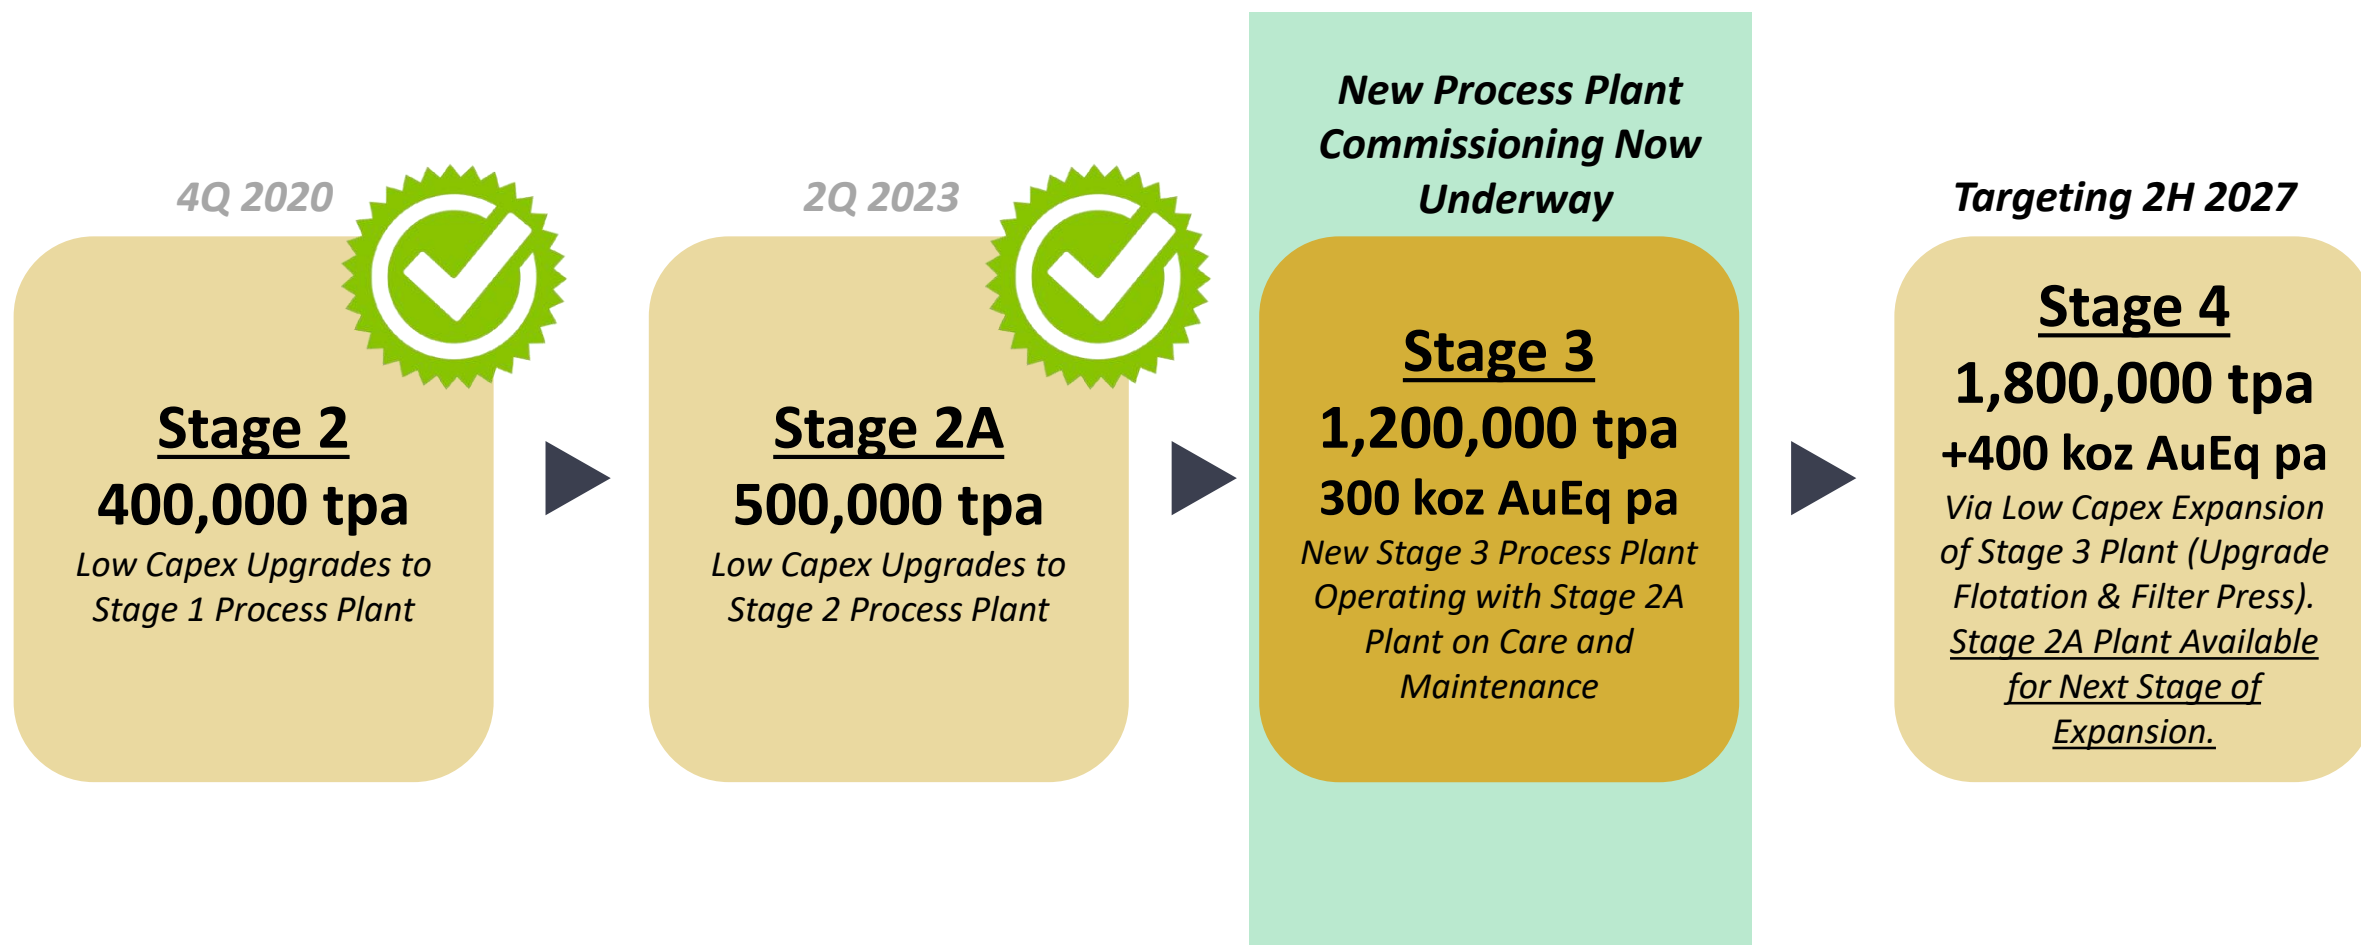 4Q 2020
Stage 2
400,000 tpa
Low Capex Upgrades to
Stage 1 Process Plant
2Q 2023
Stage 2A
500,000 tpa
Low Capex Upgrades to
Stage 2 Process Plant
New Process Plant
Commissioning Now
Underway
Stage 3
1,200,000 tpa
300 koz AuEq pa
New Stage 3 Process Plant
Operating with Stage 2A
Plant on Care and
Maintenance
Targeting 2H 2027
Stage 4
1,800,000 tpa
+400 koz AuEq pa
Via Low Capex Expansion
of Stage 3 Plant (Upgrade
Flotation & Filter Press).
Stage 2A Plant Available
for Next Stage of
Expansion.